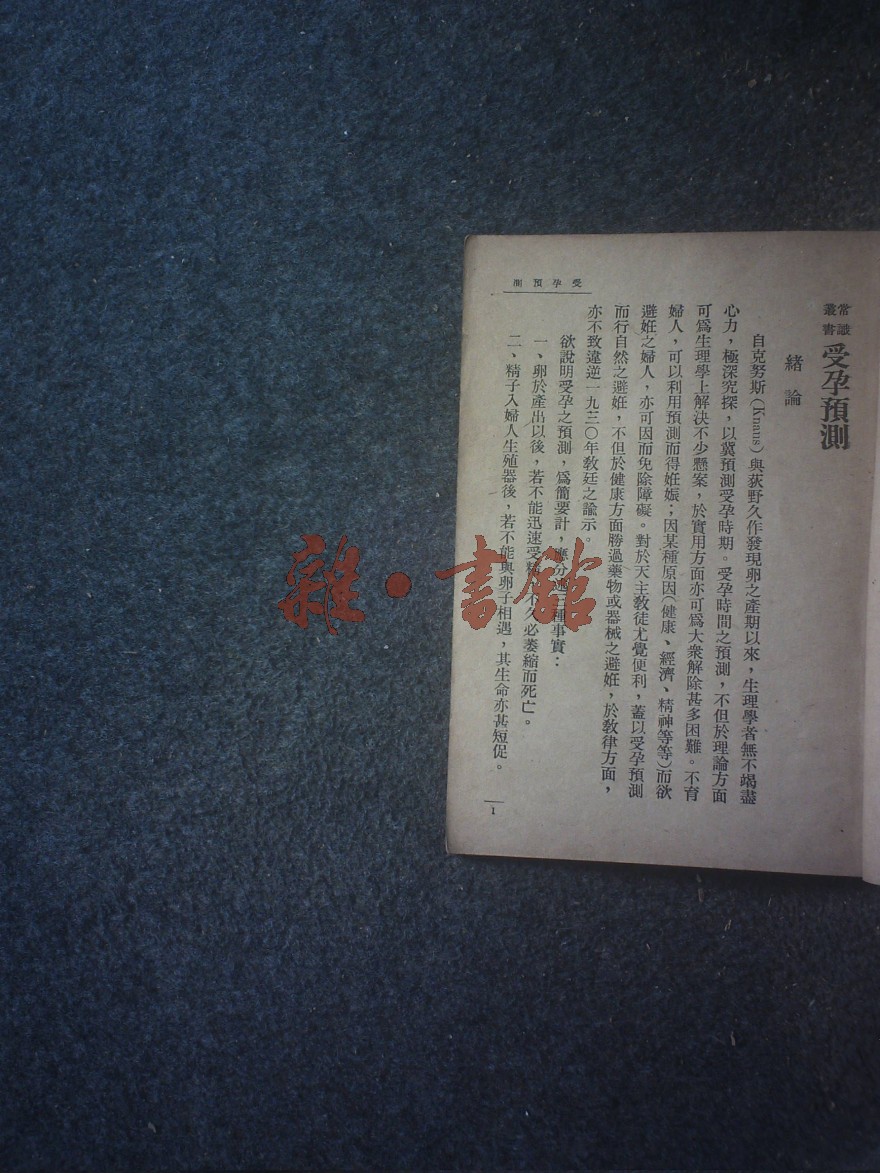 受孕預測
常識
叢書
受孕預測
緒論
自克努斯(Knaus)與荻野久作發現卵之產期以來，生理學者無不竭盡
心力，極深究探，以冀預測受孕時期。受孕時間之預測，不但於理論方面
可爲生理學上解決不少懸案，於實用方面亦可爲大衆解除甚多困難。不育
婦人，可以利用預測而得妊娠；因某種原因(健康、經濟、精神等等)而欲
避妊之婦人，亦可因而免除障礙。對於天主教徒尤覺便利，蓋以受孕預測
而行自然之避妊，不但於健康方面勝過藥物或器械之避妊，於教律方面，
亦不致違逆一九三〇年教廷之諭示。
欲說明受孕之預測，爲簡要計，應分述三種事實：
一、卵於產出以後，若不能迅速受精，不久必萎縮而死亡。
二、精子入婦人生殖器後，若不能與卵子相遇，其生命亦甚短促。
1
雜·書館